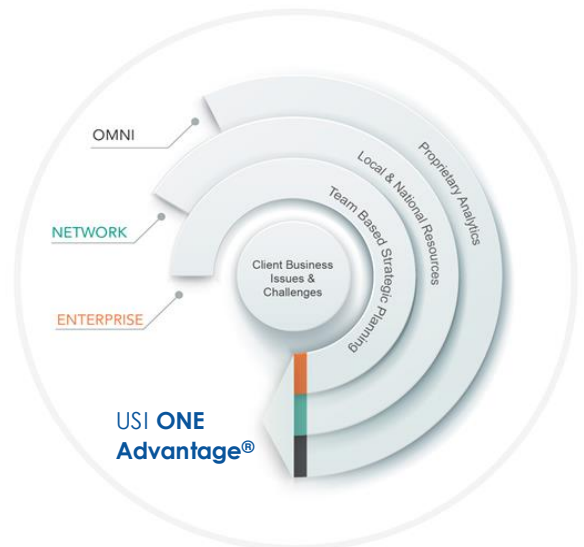 OMNI
NETWORK
ENTERPRISE
Proprietary Analytics
Local & National Resources
Team Based Strategic Planning
Client Business
Issues &
Challenges
USI ONE
Advantage®